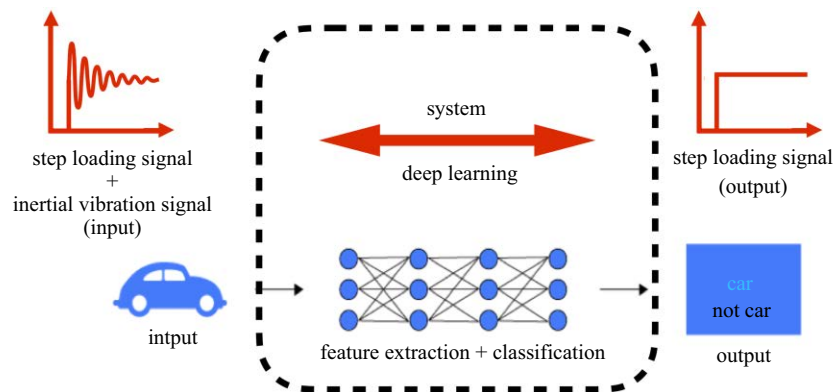 step loading signal
+
inertial vibration signal
(input)
system
deep learning
step loading signal
(output)
intput
feature extraction + classification
car
not car
output